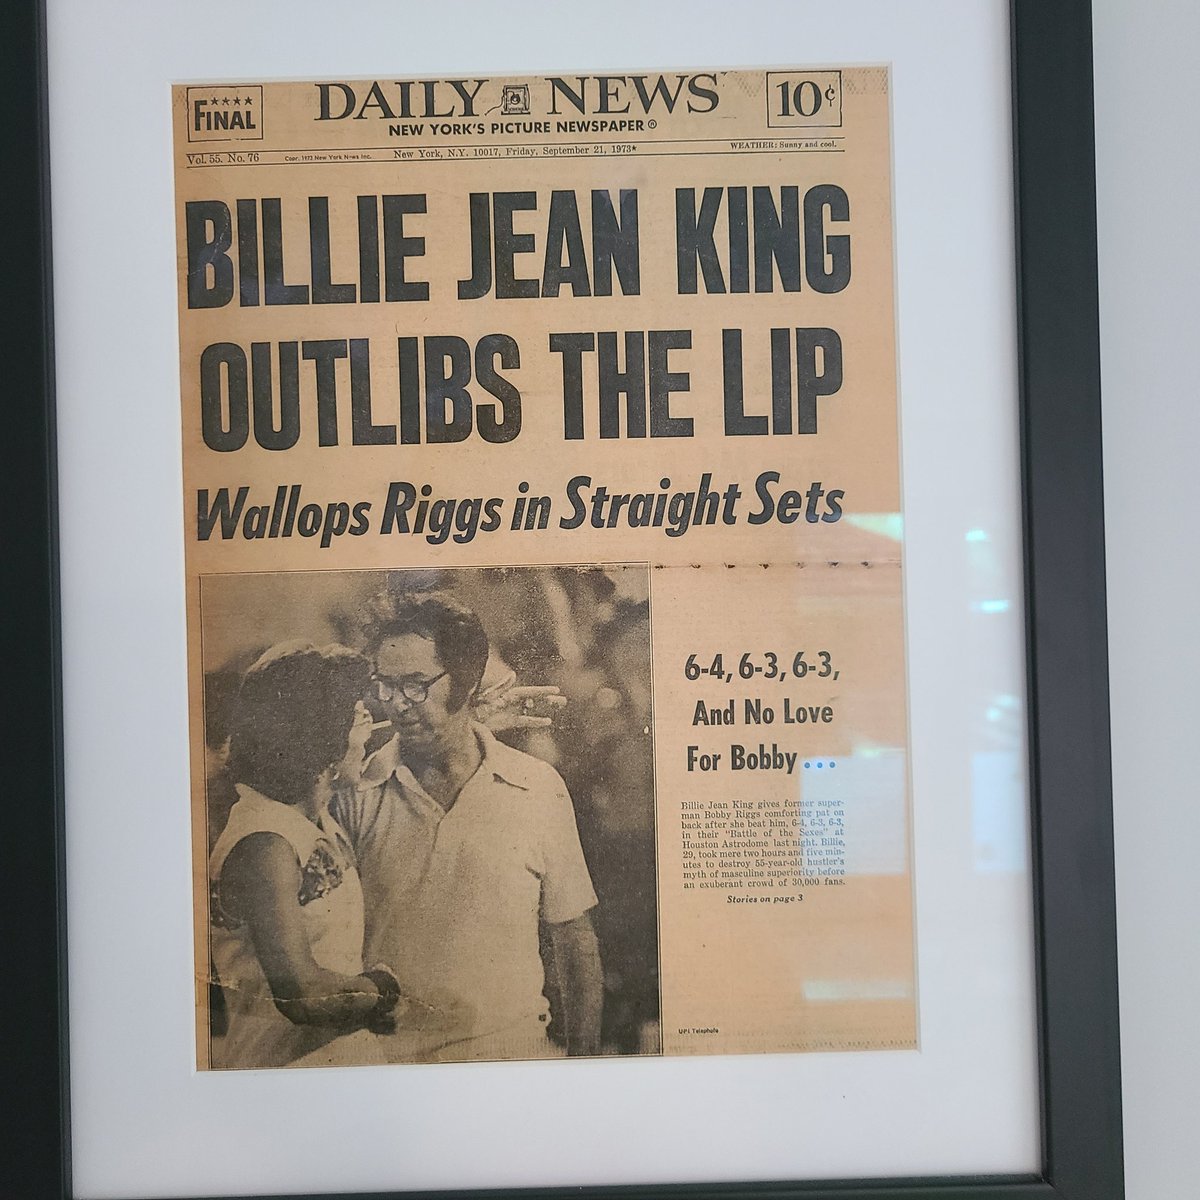 ★★★★
FINAL
DAILY NEWS
10¢
NEW YORK'S PICTURE NEWSPAPER®
Vol. 55. No. 76 Copr. 1973 New York News Inc. New York, N.Y. 10017, Friday, September 21, 1973★ WEATHER: Sunny and cool.
BILLIE JEAN KING
OUTLIBS THE LIP
Wallops Riggs in Straight Sets
6-4, 6-3, 6-3,
And No Love
For Bobby . . .
Billie Jean King gives former super-
man Bobby Riggs comforting pat on
back after she beat him, 6-4, 6-3, 6-3,
in their "Battle of the Sexes" at
Houston Astrodome last night. Billie,
29, took mere two hours and five min-
utes to destroy 55-year-old hustler's
myth of masculine superiority before
an exuberant crowd of 30,000 fans.
Stories on page 3
UPI Telephoto